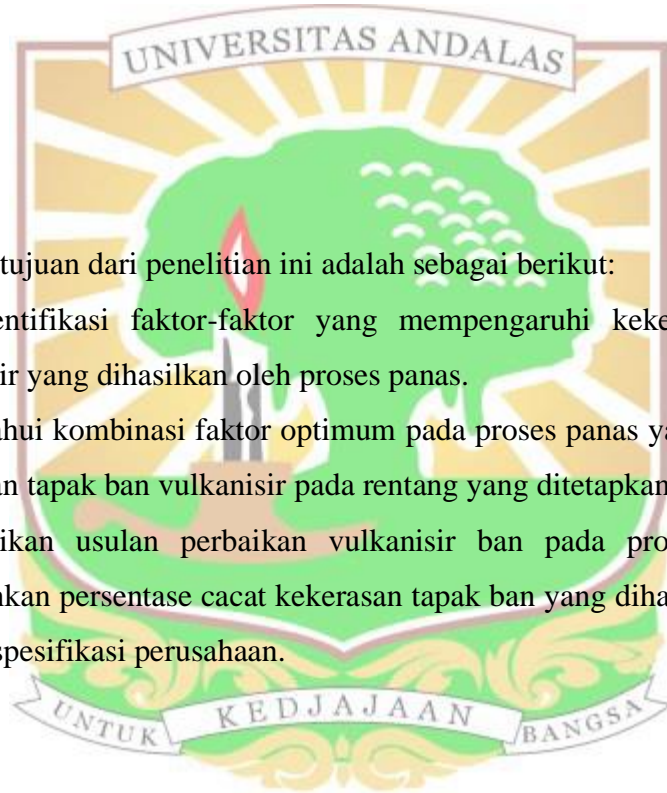 UNIVERSITAS ANDALAS
tujuan dari penelitian ini adalah sebagai berikut:
entifikasi faktor-faktor yang mempengaruhi keke
ir yang dihasilkan oleh proses panas.
ahui kombinasi faktor optimum pada proses panas ya
an tapak ban vulkanisir pada rentang yang ditetapkan
ikan usulan perbaikan vulkanisir ban pada pro
nkan persentase cacat kekerasan tapak ban yang diha
spesifikasi perusahaan.
UNTUK KEDJAJAAN BANGSA